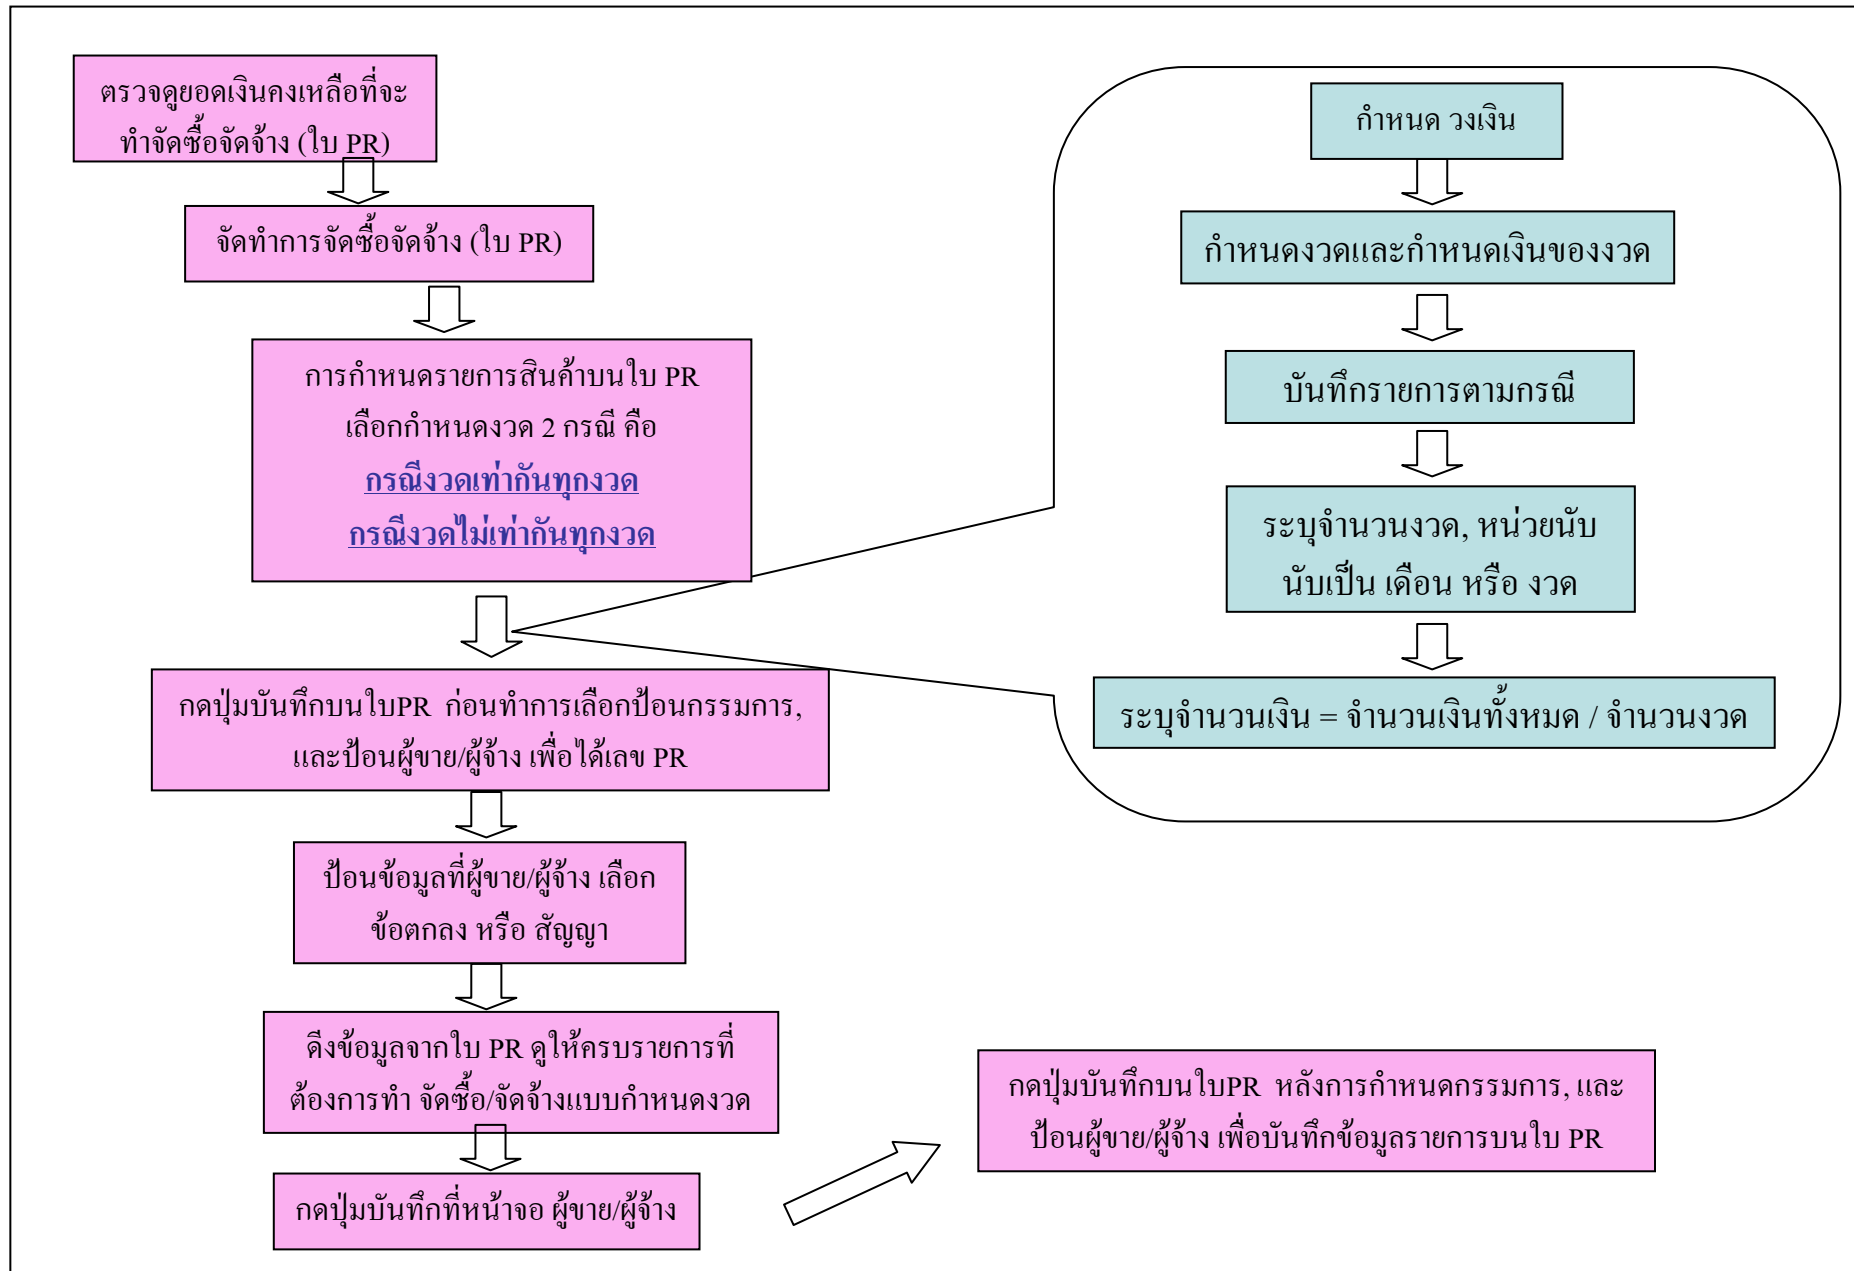 ตรวจดูยอดเงินคงเหลือที่จะ
ทำจัดซื้อจัดจ้าง (ใบ PR)
จัดทำการจัดซื้อจัดจ้าง (ใบ PR)
การกำหนดรายการสินค้าบนใบ PR
เลือกกำหนดงวด 2 กรณี คือ
กรณีงวดเท่ากันทุกงวด
กรณีงวดไม่เท่ากันทุกงวด
กดปุ่มบันทึกบนใบPR ก่อนทำการเลือกป้อนกรรมการ,
และป้อนผู้ขาย/ผู้จ้าง เพื่อได้เลข PR
ป้อนข้อมูลที่ผู้ขาย/ผู้จ้าง เลือก
ข้อตกลง หรือ สัญญา
ดึงข้อมูลจากใบ PR ดูให้ครบรายการที่
ต้องการทำ จัดซื้อ/จัดจ้างแบบกำหนดงวด
กดปุ่มบันทึกที่หน้าจอ ผู้ขาย/ผู้จ้าง
กำหนด วงเงิน
กำหนดงวดและกำหนดเงินของงวด
บันทึกรายการตามกรณี
ระบุจำนวนงวด, หน่วยนับ
นับเป็น เดือน หรือ งวด
ระบุจำนวนเงิน = จำนวนเงินทั้งหมด / จำนวนงวด
กดปุ่มบันทึกบนใบPR หลังการกำหนดกรรมการ, และ
ป้อนผู้ขาย/ผู้จ้าง เพื่อบันทึกข้อมูลรายการบนใบ PR